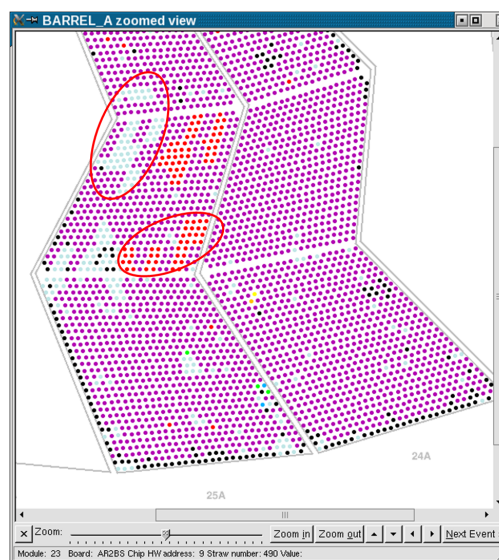 BARREL_A zoomed view
24A
25A
Zoom:
Zoom in Zoom out Next Event
Module: 23 Board: AR2BS Chip HW address: 9 Straw number: 490 Value: